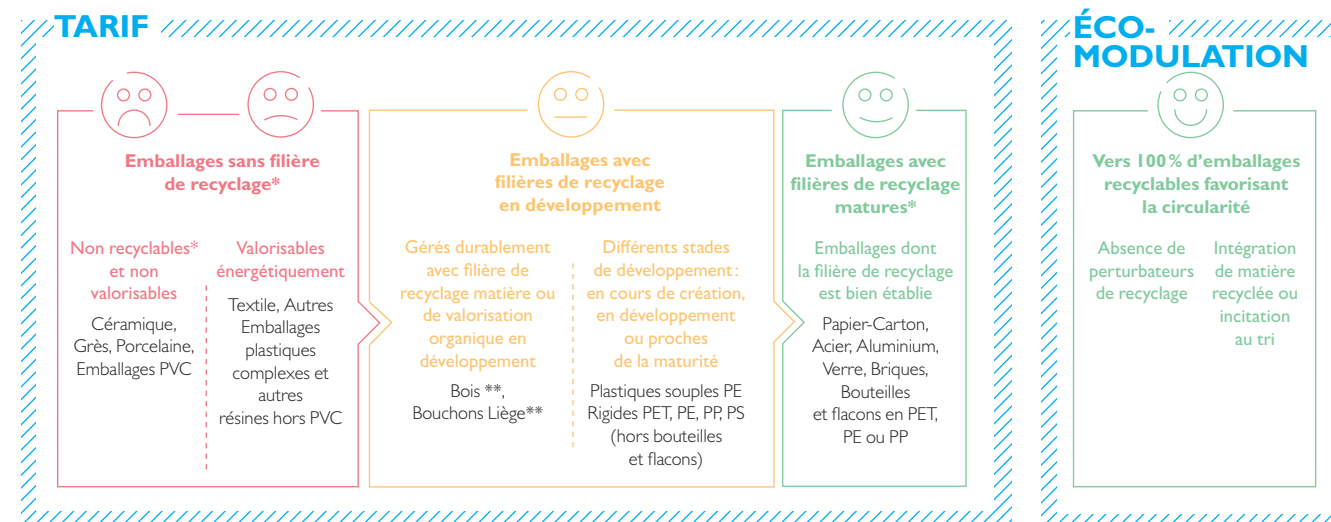 TARIF
Emballages sans filière
de recyclage*
Non recyclables*
et non
valorisables
Céramique,
Grès, Porcelaine,
Emballages PVC
Valorisables
énergétiquement
Textile, Autres
Emballages
plastiques
complexes et
autres
résines hors PVC
Emballages avec
filières de recyclage
en développement
Gérés durablement
avec filière de
recyclage matière ou
de valorisation
organique en
développement
Bois **,
Bouchons Liège**
Différents stades
de développement :
en cours de création,
en développement
ou proches
de la maturité
Plastiques souples PE
Rigides PET, PE, PP, PS
(hors bouteilles
et flacons)
Emballages avec
filières de recyclage
matures*
Emballages dont
la filière de recyclage
est bien établie
Papier-Carton,
Acier, Aluminium,
Verre, Briques,
Bouteilles
et flacons en PET,
PE ou PP
ÉCO-
MODULATION
Vers 100 % d'emballages
recyclables favorisant
la circularité
Absence de
perturbateurs
de recyclage
Intégration
de matière
recyclée ou
incitation
au tri